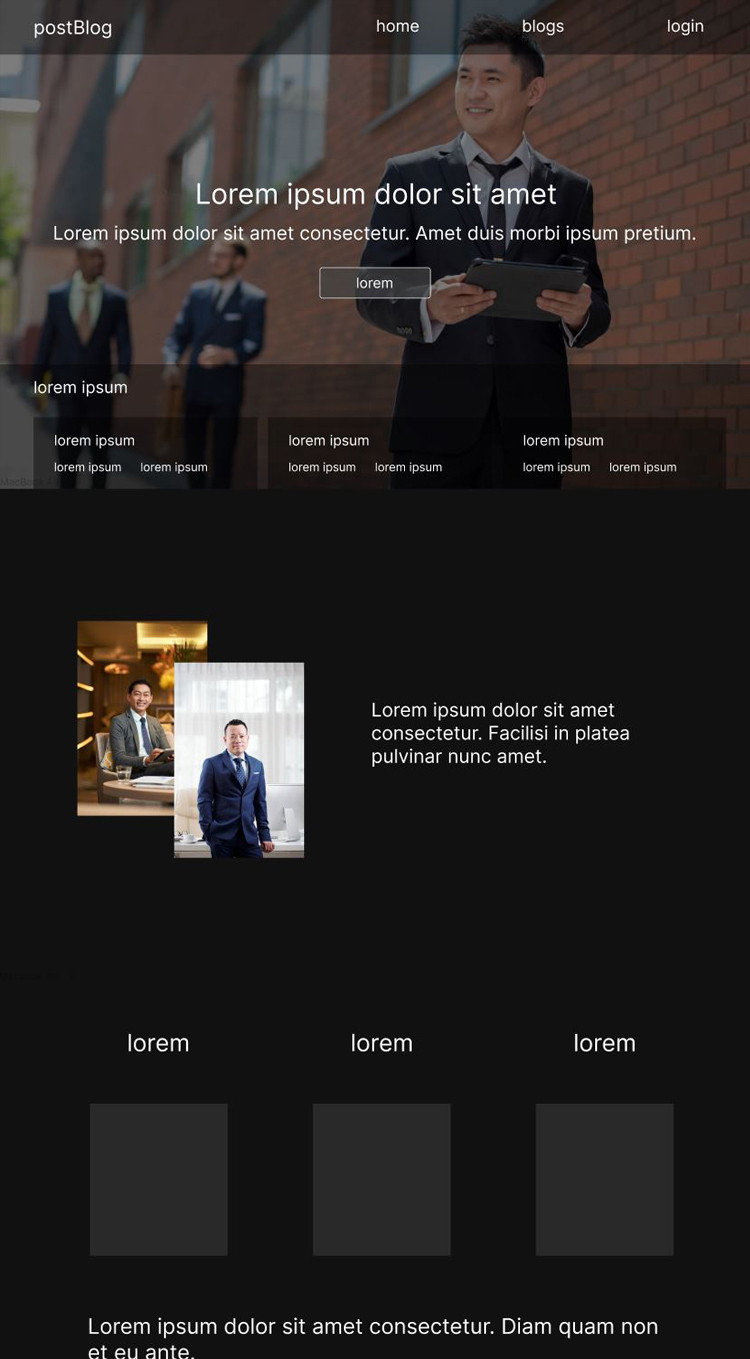 postBlog home blogs login
Lorem ipsum dolor sit amet
Lorem ipsum dolor sit amet consectetur. Amet duis morbi ipsum pretium.
lorem
lorem ipsum
lorem ipsum lorem ipsum lorem ipsum
lorem ipsum lorem ipsum lorem ipsum lorem ipsum lorem ipsum lorem ipsum
Lorem ipsum dolor sit amet
consectetur. Facilisi in platea
pulvinar nunc amet.
lorem lorem lorem
Lorem ipsum dolor sit amet consectetur. Diam quam non
et eu ante.